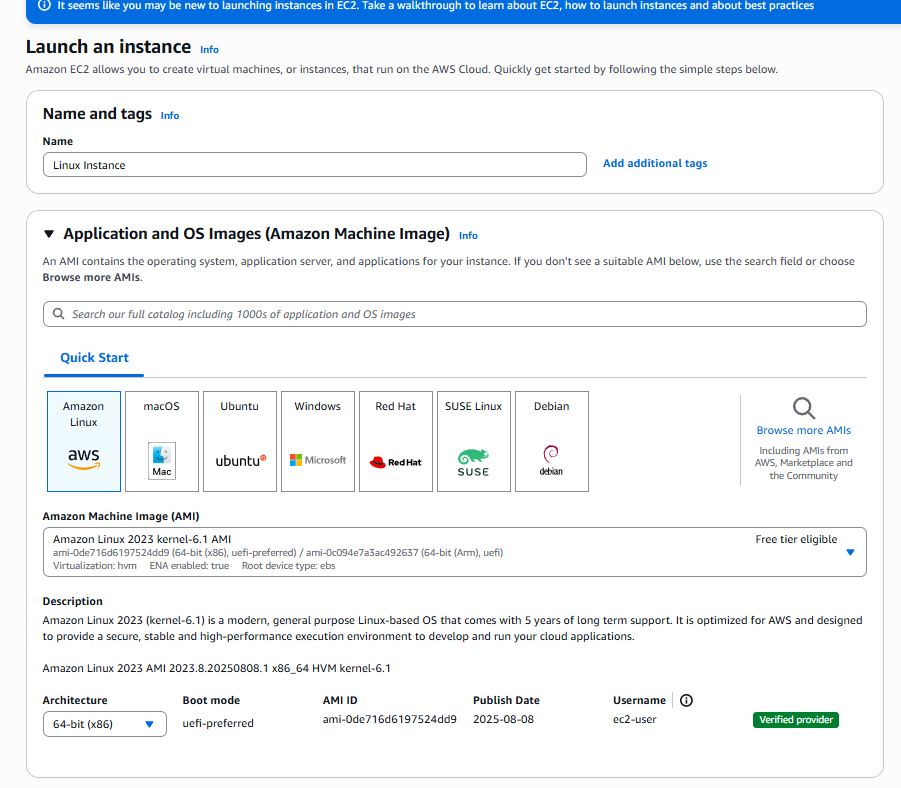 It seems like you may be new to launching instances in EC2. Take a walkthrough to learn about EC2, how to launch instances and about best practices
Launch an instance Info
Amazon EC2 allows you to create virtual machines, or instances, that run on the AWS Cloud. Quickly get started by following the simple steps below.
Name and tags Info
Name
Linux Instance
Add additional tags
Application and OS Images (Amazon Machine Image) Info
An AMI contains the operating system, application server, and applications for your instance. If you don't see a suitable AMI below, use the search field or choose
Browse more AMIs.
Search our full catalog including 1000s of application and OS images
Quick Start
Amazon Linux
aws
macOS
Mac
Ubuntu
ubuntu
Windows
Microsoft
Red Hat
Red Hat
SUSE Linux
SUSE
Debian
debian
Browse more AMIs
Including AMIs from
AWS, Marketplace and
the Community
Amazon Machine Image (AMI)
Amazon Linux 2023 kernel-6.1 AMI
Free tier eligible
ami-0de716d6197524dd9 (64-bit (x86), uefi-preferred) / ami-0c094e7a3ac492637 (64-bit (Arm), uefi)
Virtualization: hvm ENA enabled: true Root device type: ebs
Description
Amazon Linux 2023 (kernel-6.1) is a modern, general purpose Linux-based OS that comes with 5 years of long term support. It is optimized for AWS and designed
to provide a secure, stable and high-performance execution environment to develop and run your cloud applications.
Amazon Linux 2023 AMI 2023.8.20250808.1 x86_64 HVM kernel-6.1
Architecture Boot mode AMI ID Publish Date Username
64-bit (x86) uefi-preferred ami-0de716d6197524dd9 2025-08-08 ec2-user Verified provider